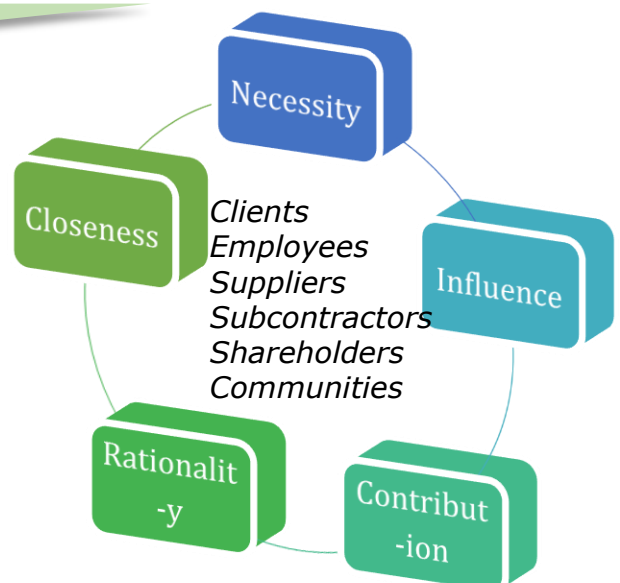 Necessity
Closeness
Clients
Employees
Suppliers
Subcontractors
Shareholders
Communities
Influence
Rationalit
-y
Contribut
-ion